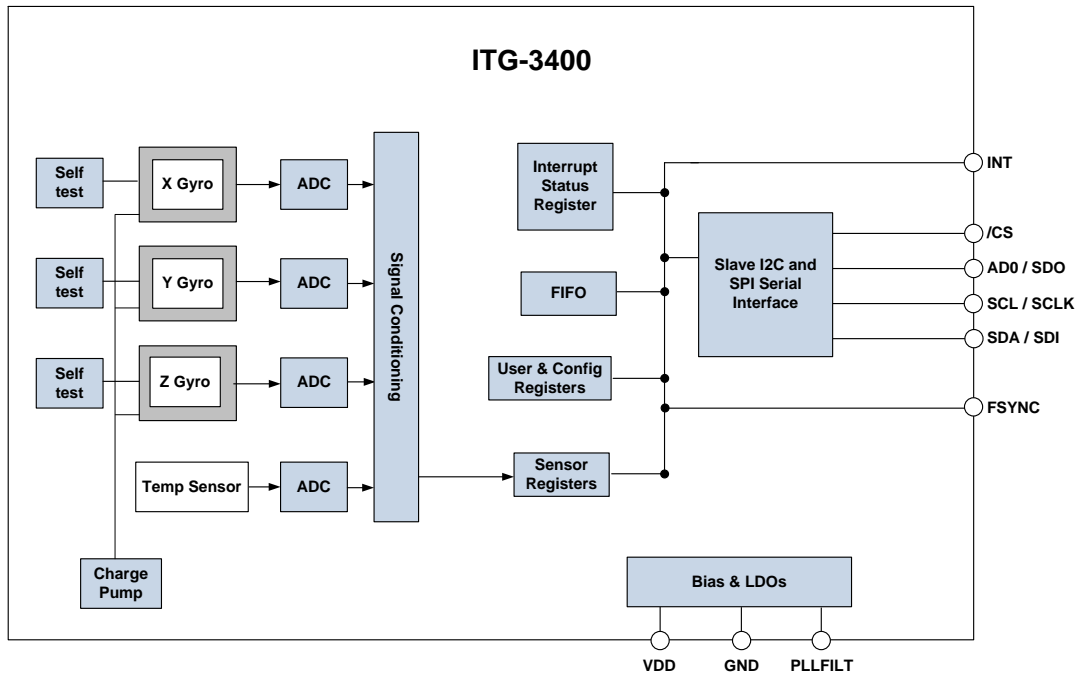 ITG-3400
Self
test
X Gyro
ADC
Self
test
Y Gyro
ADC
Self
test
Z Gyro
ADC
Temp Sensor
ADC
Charge
Pump
Signal Conditioning
Interrupt
Status
Register
FIFO
User & Config
Registers
Sensor
Registers
Slave I2C and
SPI Serial
Interface
INT
/CS
AD0 / SDO
SCL / SCLK
SDA / SDI
FSYNC
Bias & LDOs
VDD
GND
PLLFILT